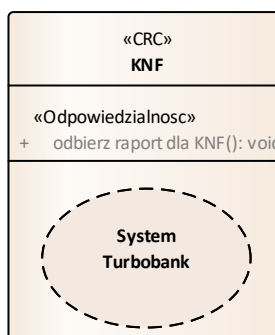 «CRC»
KNF
«Odpowiedzialnosc»
+ odbierz raport dla KNF(): void
System
Turbobank